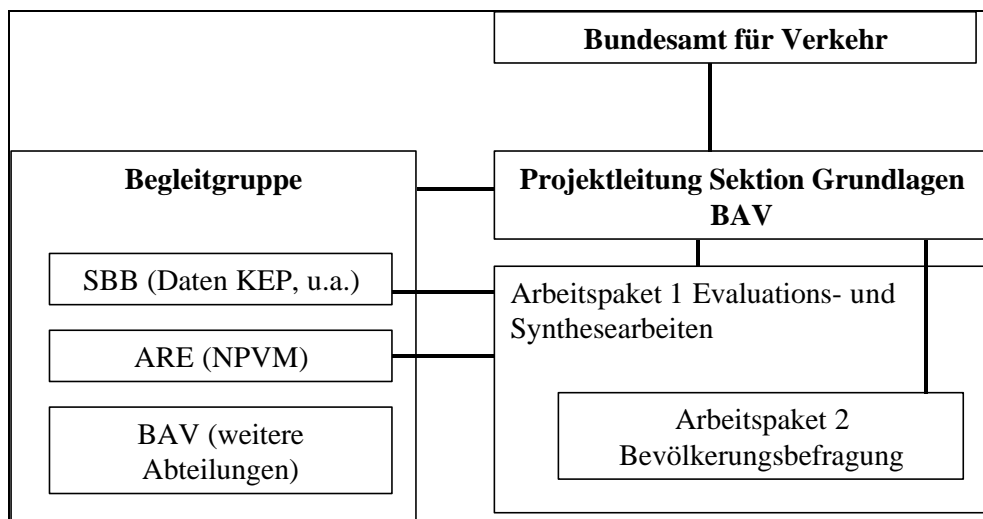 Bundesamt für Verkehr
Begleitgruppe
Projektleitung Sektion Grundlagen
BAV
SBB (Daten KEP, u.a.)
ARE (NPVM)
BAV (weitere
Abteilungen)
Arbeitspaket 1 Evaluations- und
Synthesearbeiten
Arbeitspaket 2
Bevölkerungsbefragung